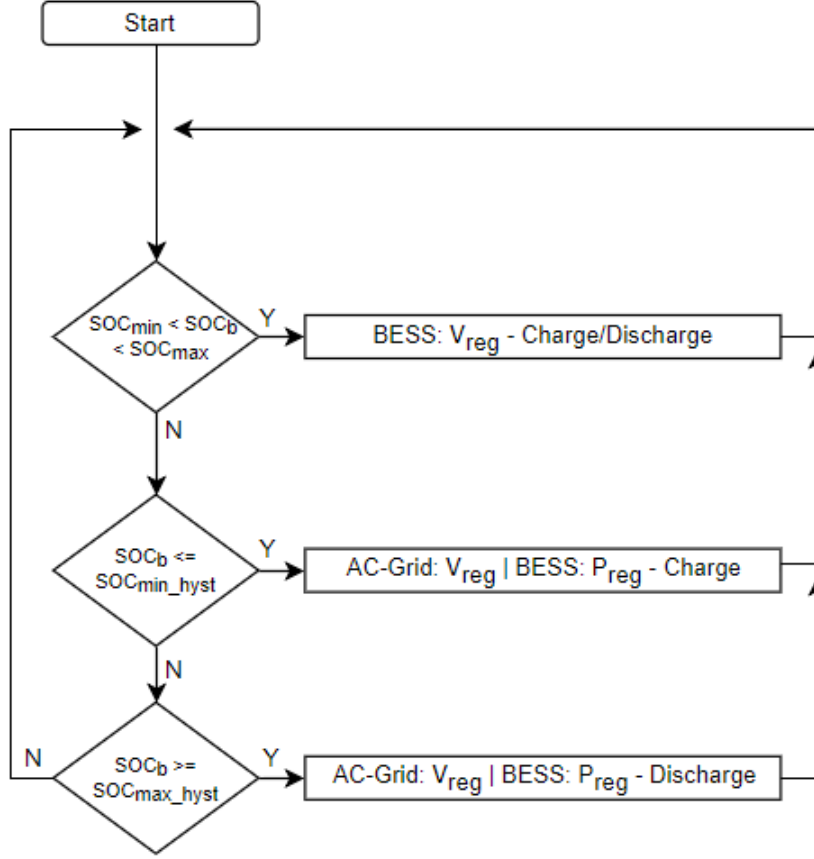 Start
SOCmin < SOCb
< SOCmax
Y
BESS: Vreg - Charge/Discharge
N
SOCb <=
SOCmin_hyst
Y
AC-Grid: Vreg | BESS: Preg - Charge
N
SOCb >=
SOCmax_hyst
N
Y
AC-Grid: Vreg | BESS: Preg - Discharge